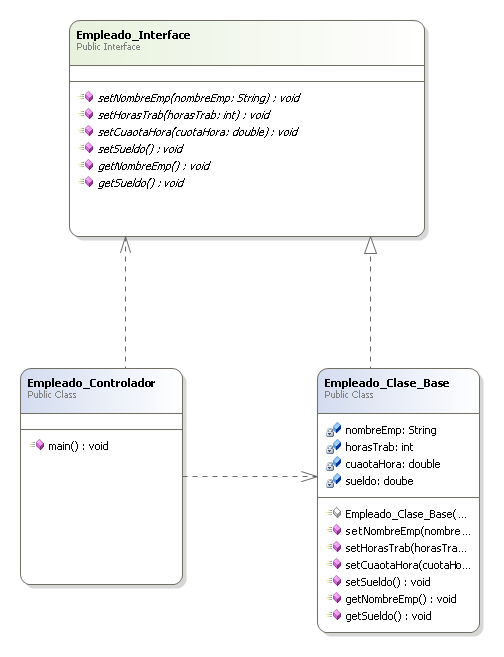 Empleado_Interface
Public Interface
setNombreEmp(nombreEmp: String) : void
setHorasTrab(horasTrab: int) : void
setCuaotaHora(cuotaHora: double) : void
setSueldo() : void
getNombreEmp() : void
getSueldo() : void
Empleado_Controlador
Public Class
main() : void
Empleado_Clase_Base
Public Class
nombreEmp: String
horasTrab: int
cuaotaHora: double
sueldo: doube
Empleado_Clase_Base( ...
setNombreEmp(nombre...
setHorasTrab(horasTra...
setCuaotaHora(cuotaHo...
setSueldo() : void
getNombreEmp() : void
getSueldo() : void